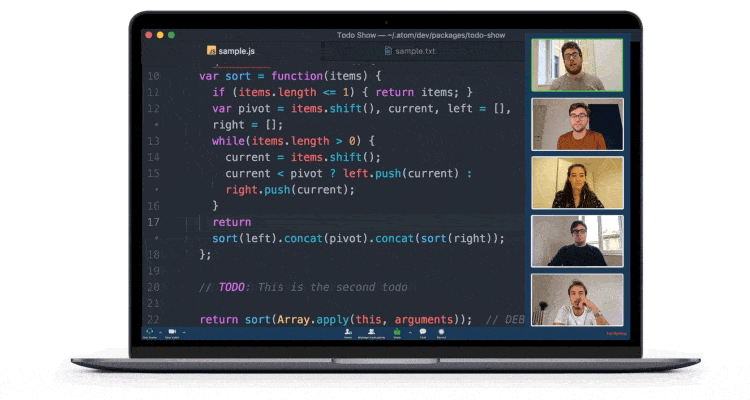 Todo Show — ~/.atom/dev/packages/todo-show
sample.js
sample.txt
10 var sort = function(items) {
11 if (items.length <= 1) { return items; }
12 var pivot = items.shift(), current, left = [],
• right = [];
13 while(items.length > 0) {
14 current = items.shift();
15 current < pivot ? left.push(current) :
• right.push(current);
16 }
17 return
• sort(left).concat(pivot).concat(sort(right));
18 };
19
20 // TODO: This is the second todo
21
22 return sort(Array.apply(this, arguments)); // DEB